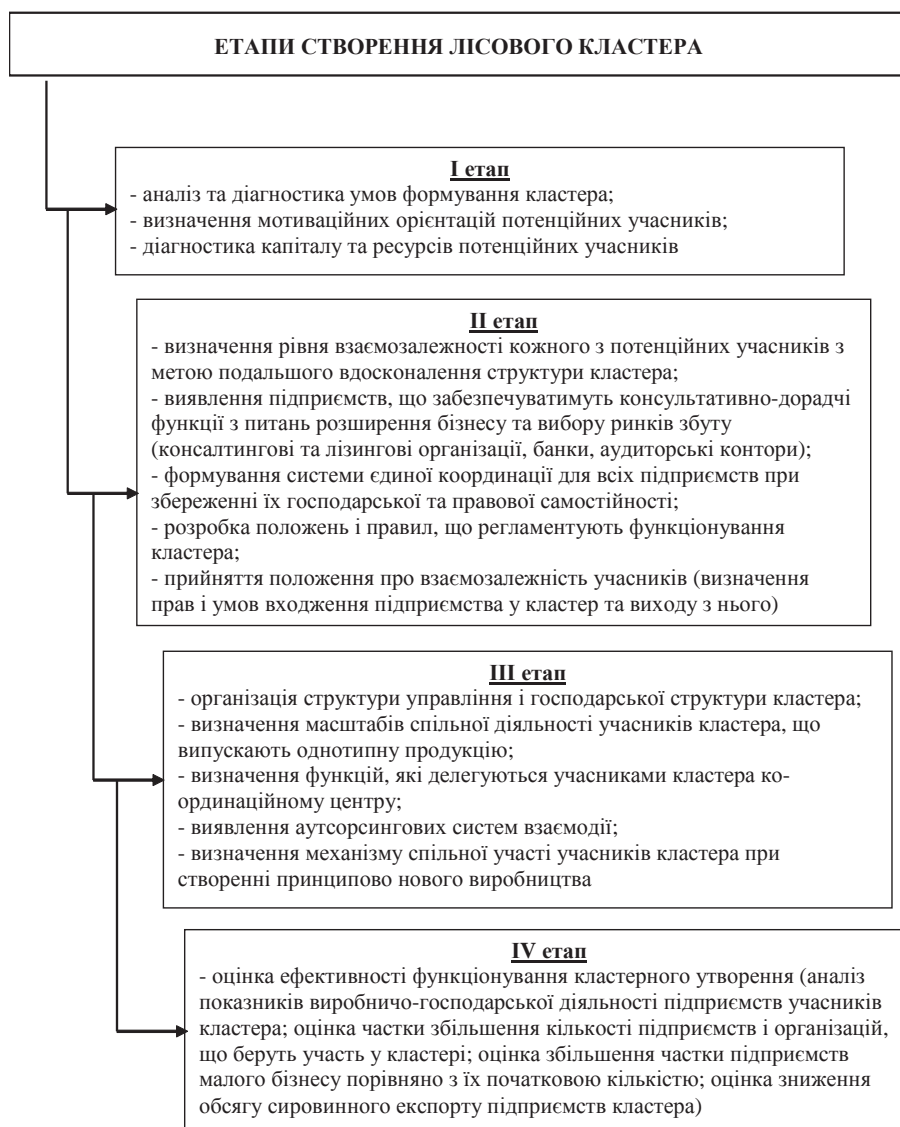 ЕТАПИ СТВОРЕННЯ ЛІСОВОГО КЛАСТЕРА
І етап
- аналіз та діагностика умов формування кластера;
- визначення мотиваційних орієнтацій потенційних учасників;
- діагностика капіталу та ресурсів потенційних учасників
ІІ етап
- визначення рівня взаємозалежності кожного з потенційних учасників з
метою подальшого вдосконалення структури кластера;
- виявлення підприємств, що забезпечуватимуть консультативно-дорадчі
функції з питань розширення бізнесу та вибору ринків збуту
(консалтингові та лізингові організації, банки, аудиторські контори);
- формування системи єдиної координації для всіх підприємств при
збереженні їх господарської та правової самостійності;
- розробка положень і правил, що регламентують функціонування
кластера;
- прийняття положення про взаємозалежність учасників (визначення
прав і умов входження підприємства у кластер та виходу з нього)
ІІІ етап
- організація структури управління і господарської структури кластера;
- визначення масштабів спільної діяльності учасників кластера, що
випускають однотипну продукцію;
- визначення функцій, які делегуються учасниками кластера ко-
ординаційному центру;
- виявлення аутсорсингових систем взаємодії;
- визначення механізму спільної участі учасників кластера при
створенні принципово нового виробництва
IV етап
- оцінка ефективності функціонування кластерного утворення (аналіз
показників виробничо-господарської діяльності підприємств учасників
кластера; оцінка частки збільшення кількості підприємств і організацій,
що беруть участь у кластері; оцінка збільшення частки підприємств
малого бізнесу порівняно з їх початковою кількістю; оцінка зниження
обсягу сировинного експорту підприємств кластера)